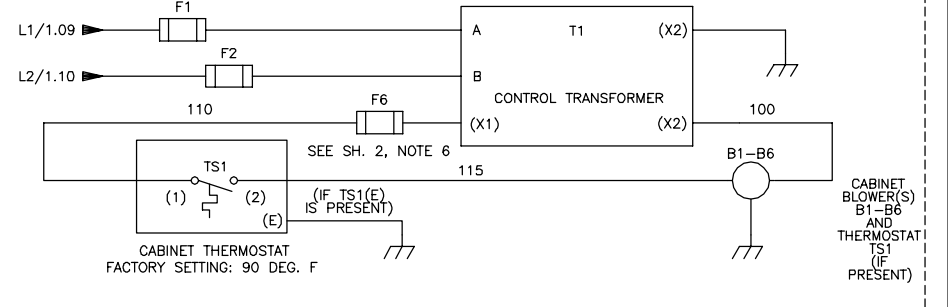 F1
L1/1.09
A
T1
(X2)
F2
L2/1.10
B
CONTROL TRANSFORMER
110
F6
(X1)
(X2)
100
SEE SH. 2, NOTE 6
TS1
115
B1-B6
(1)
(2)
(IF TS1(E)
IS PRESENT)
(E)
CABINET THERMOSTAT
FACTORY SETTING: 90 DEG. F
CABINET
BLOWER(S)
B1-B6
AND
THERMOSTAT
TS1
(IF
PRESENT)